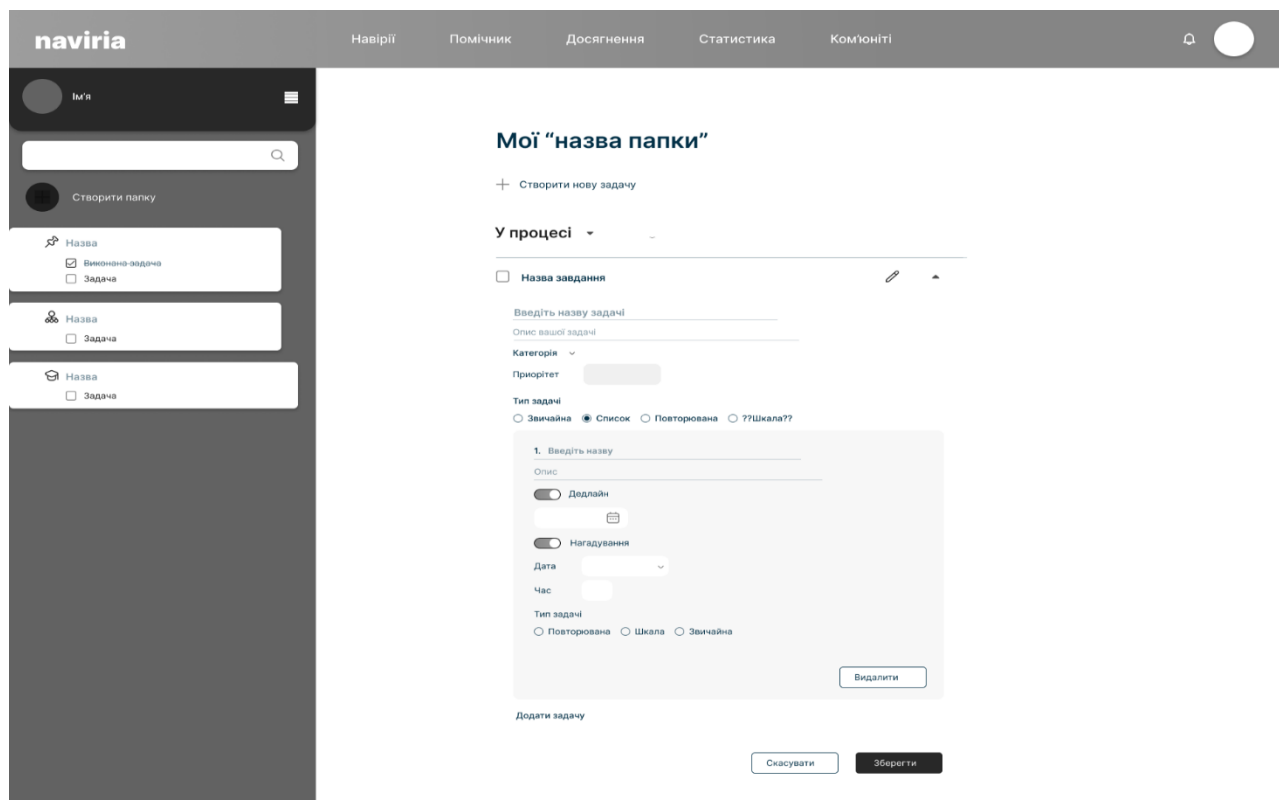 naviria
Навірії Помічник Досягнення Статистика Ком'юніті
Ім'я
Створити папку
Назва
Виконана задача
Задача
Назва
Задача
Назва
Задача
Мої “назва папки”
Створити нову задачу
У процесі
Назва завдання
Введіть назву задачі
Опис вашої задачі
Категорія
Приорітет
Тип задачі
Звичайна Список Повторювана ??Шкала??
1. Введіть назву
Опис
Дедлайн
Нагадування
Дата
Час
Тип задачі
Повторювана Шкала Звичайна
Видалити
Додати задачу
Скасувати Зберегти